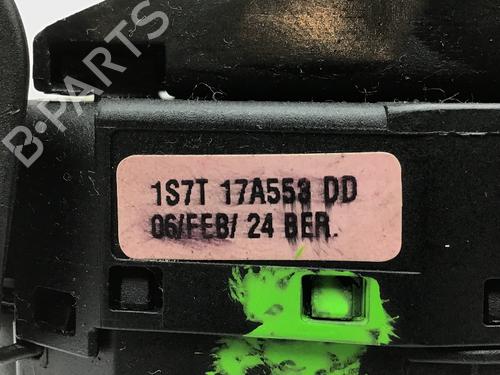 B-PARTS
1S7T 17A553 DD
06/FEB/ 24 BER.